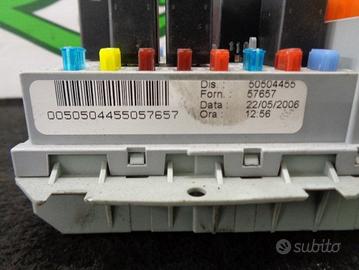 Dis. : 50504455
Forn. : 57657
Data : 22/05/2006
Ora : 12:56
0050504455057657
subito